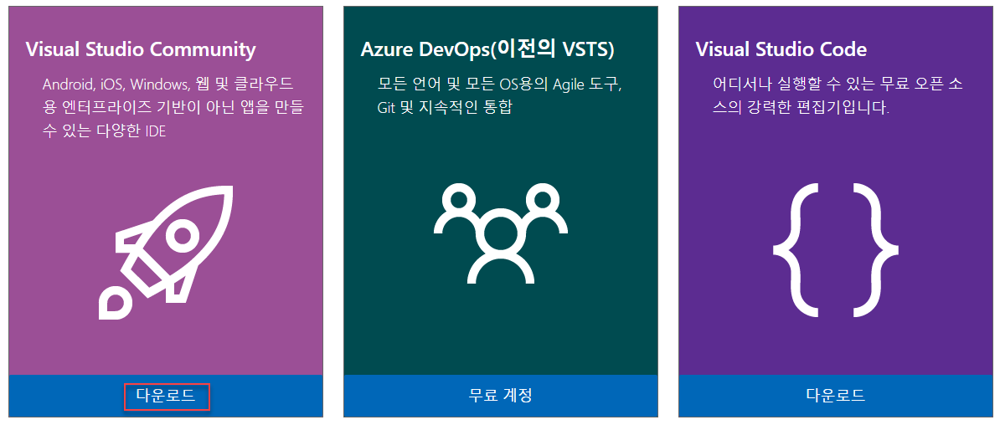 Visual Studio Community
Android, iOS, Windows, 웹 및 클라우드
용 엔터프라이즈 기반이 아닌 앱을 만들
수 있는 다양한 IDE
다운로드
Azure DevOps(이전의 VSTS)
모든 언어 및 모든 OS용의 Agile 도구,
Git 및 지속적인 통합
무료 계정
Visual Studio Code
어디서나 실행할 수 있는 무료 오픈 소
스의 강력한 편집기입니다.
다운로드